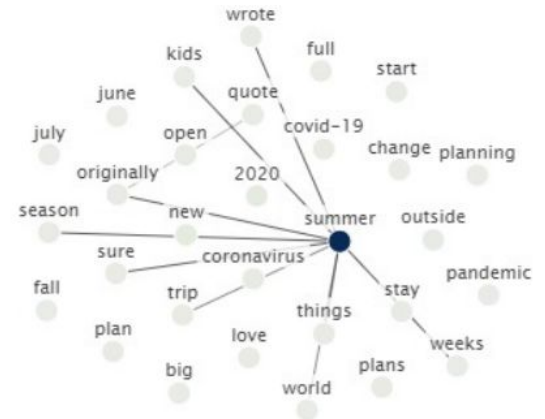 wrote
kids
full
start
june
quote
july
open
covid-19
originally
change
planning
2020
season
new
summer
outside
sure
coronavirus
pandemic
fall
trip
things
stay
plan
love
weeks
big
world
plans